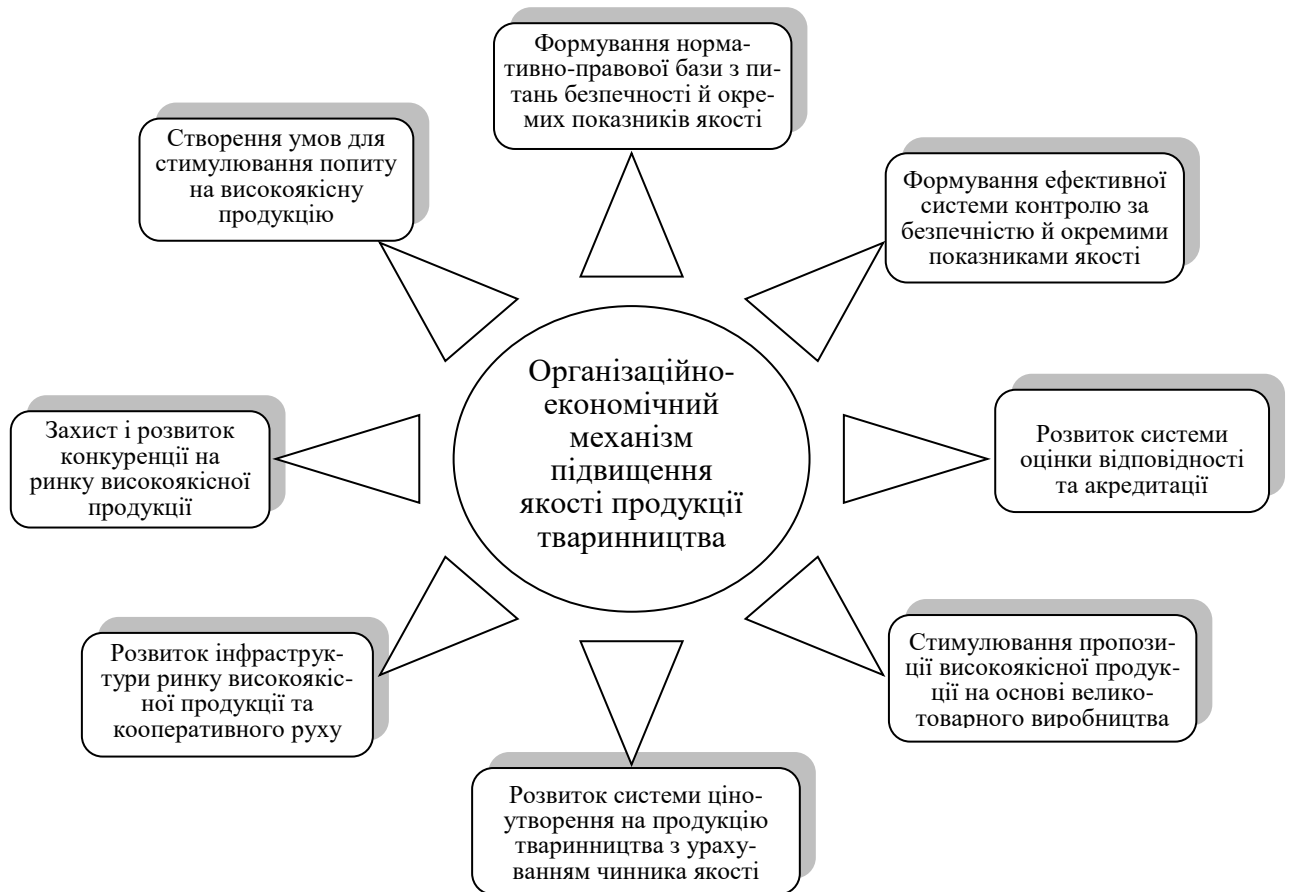 Формування норма-
тивно-правової бази з пи-
тань безпечності й окре-
мих показників якості
Створення умов для
стимулювання попиту
на високоякісну
продукцію
Формування ефективної
системи контролю за
безпечністю й окремими
показниками якості
Організаційно-
економічний
механізм
підвищення
якості продукції
тваринництва
Захист і розвиток
конкуренції на
ринку високоякісної
продукції
Розвиток системи
оцінки відповідності
та акредитації
Розвиток інфраструк-
тури ринку високоякіс-
ної продукції та
кооперативного руху
Стимулювання пропози-
ції високоякісної продук-
ції на основі велико-
товарного виробництва
Розвиток системи ціно-
утворення на продукцію
тваринництва з ураху-
ванням чинника якості